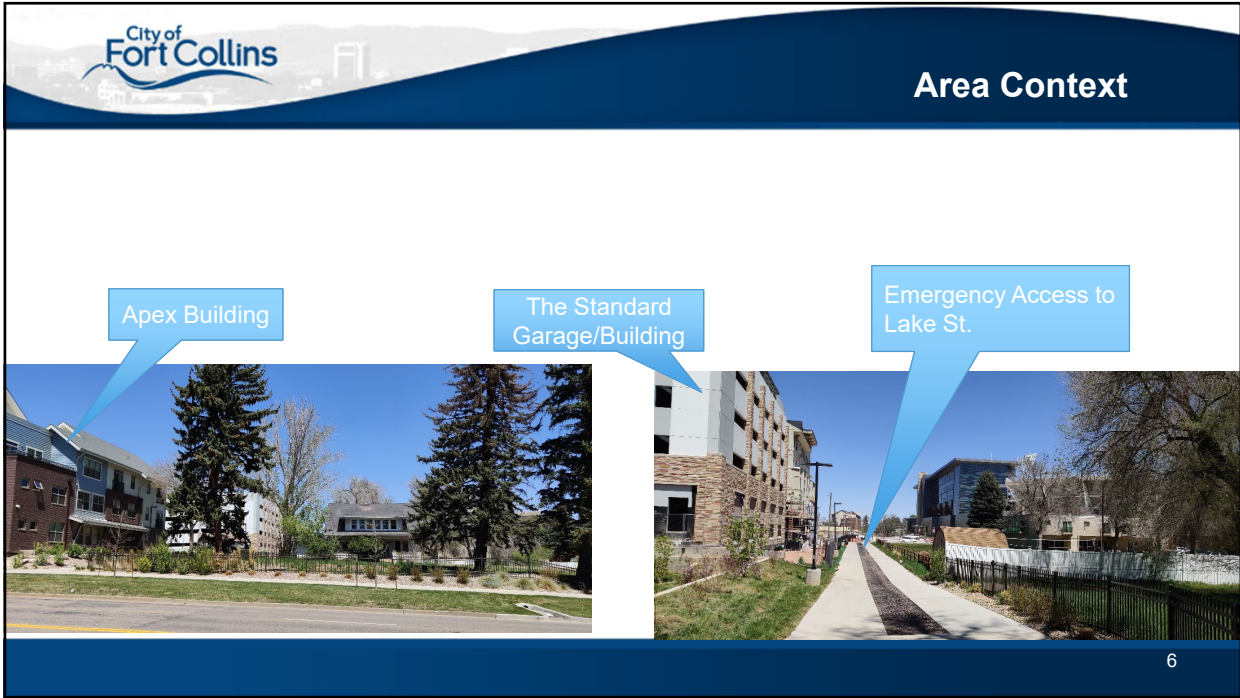 City of
Fort Collins
Area Context
Apex Building
The Standard
Garage/Building
Emergency Access to
Lake St.
6